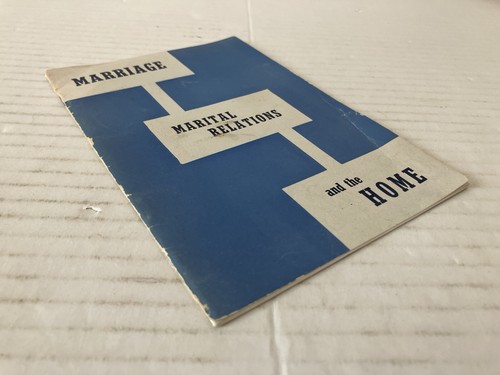 MARRIAGE
MARITAL
RELATIONS
and the
HOME